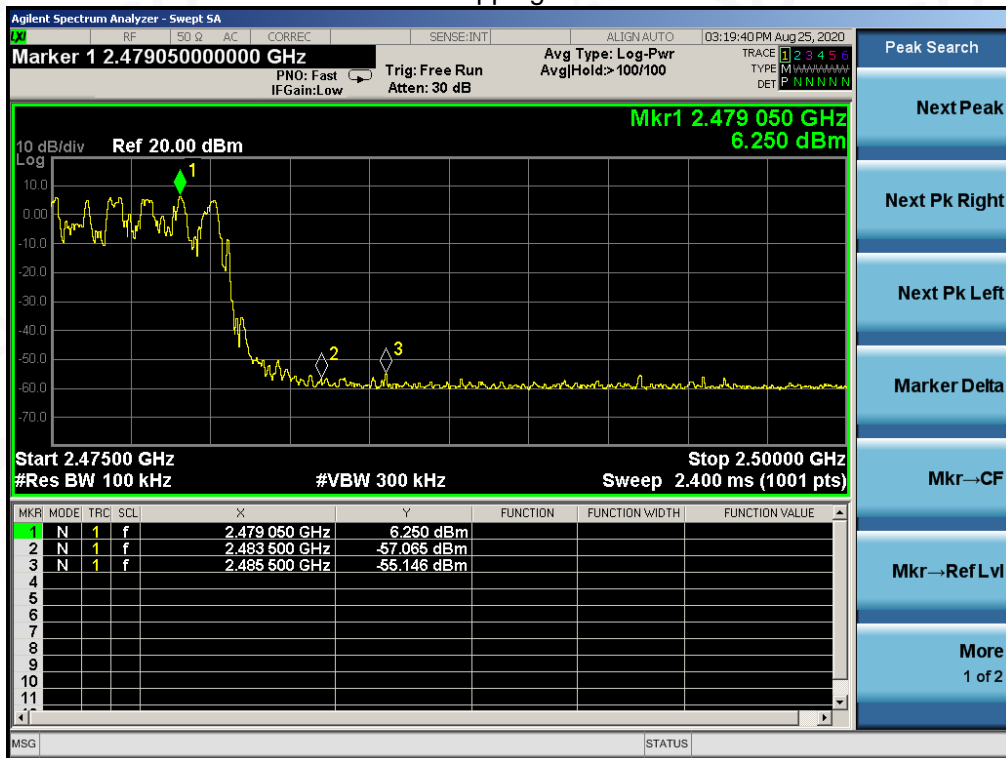 pping
Agilent Spectrum Analyzer - Swept SA
LXI RF 50 Ω AC CORREC SENSE:INT ALIGN AUTO 03:19:40 PM Aug 25, 2020
Marker 1 2.479050000000 GHz
PNO: Fast
IFGain:Low
Trig: Free Run
Atten: 30 dB
Avg Type: Log-Pwr
Avg|Hold:>100/100
TRACE 1 2 3 4 5 6
TYPE M
DET P N N N N N
Mkr1 2.479 050 GHz
6.250 dBm
10 dB/div Ref 20.00 dBm
Log
10.0
0.00
-10.0
-20.0
-30.0
-40.0
-50.0
-60.0
-70.0
1
2
3
Start 2.47500 GHz Stop 2.50000 GHz
#Res BW 100 kHz #VBW 300 kHz Sweep 2.400 ms (1001 pts)
MKR MODE TRC SCL X Y FUNCTION FUNCTION WIDTH FUNCTION VALUE
1 N 1 f 2.479 050 GHz 6.250 dBm
2 N 1 f 2.483 500 GHz -57.065 dBm
3 N 1 f 2.485 500 GHz -55.146 dBm
4
5
6
7
8
9
10
11
MSG STATUS
Peak Search
Next Peak
Next Pk Right
Next Pk Left
Marker Delta
Mkr→CF
Mkr→Ref Lvl
More
1 of 2